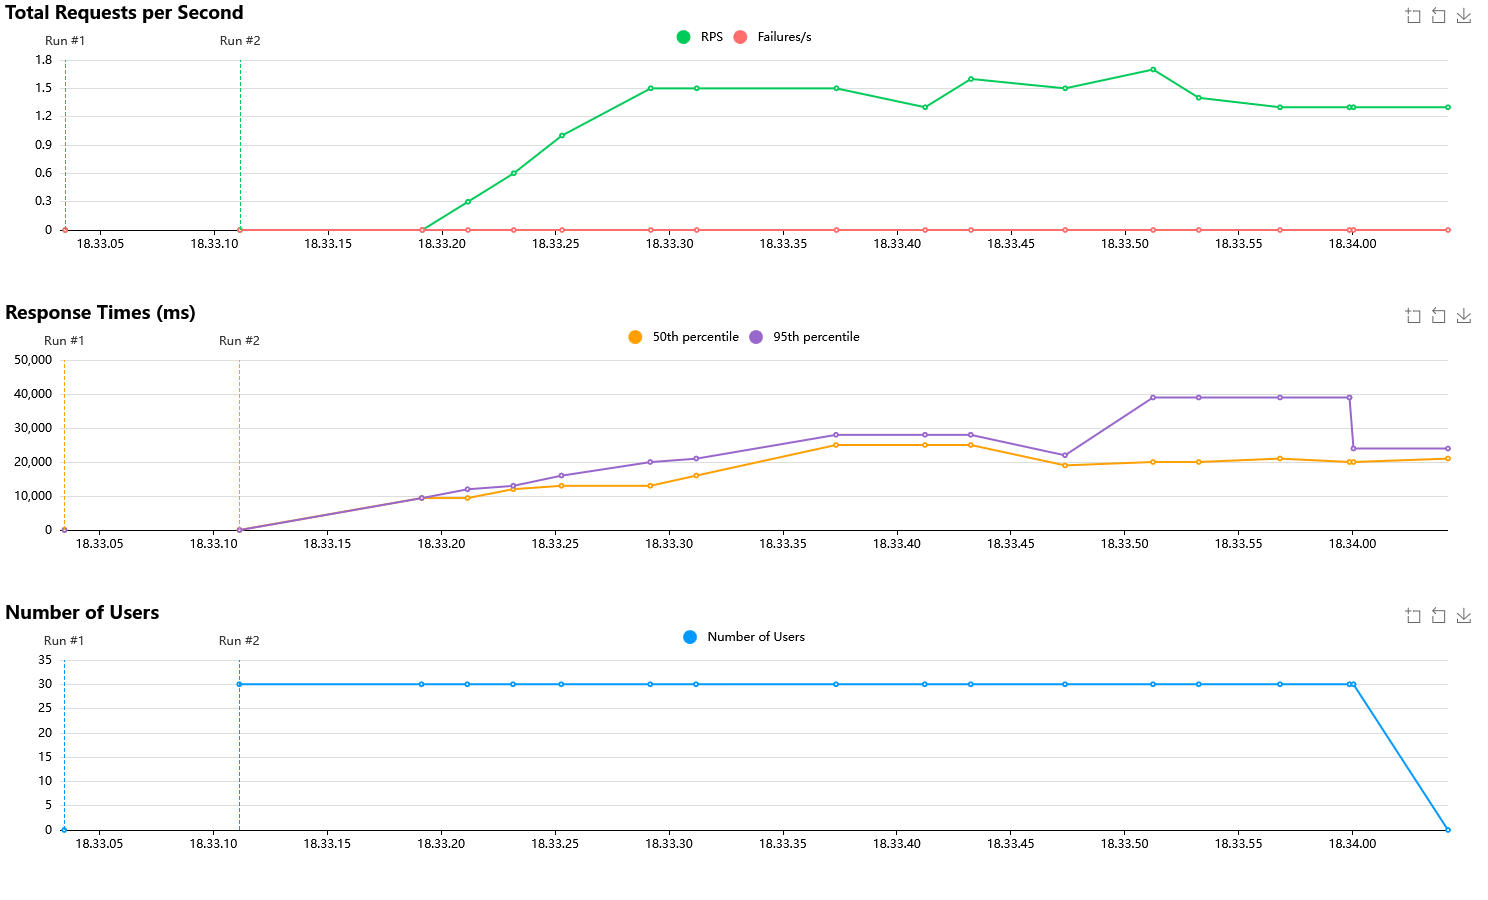 Total Requests per Second
Run #1 Run #2
RPS Failures/s
1.8
1.5
1.2
0.9
0.6
0.3
0
18.33.05 18.33.10 18.33.15 18.33.20 18.33.25 18.33.30 18.33.35 18.33.40 18.33.45 18.33.50 18.33.55 18.34.00
Response Times (ms)
Run #1 Run #2
50th percentile 95th percentile
50,000
40,000
30,000
20,000
10,000
0
18.33.05 18.33.10 18.33.15 18.33.20 18.33.25 18.33.30 18.33.35 18.33.40 18.33.45 18.33.50 18.33.55 18.34.00
Number of Users
Run #1 Run #2
Number of Users
35
30
25
20
15
10
5
0
18.33.05 18.33.10 18.33.15 18.33.20 18.33.25 18.33.30 18.33.35 18.33.40 18.33.45 18.33.50 18.33.55 18.34.00